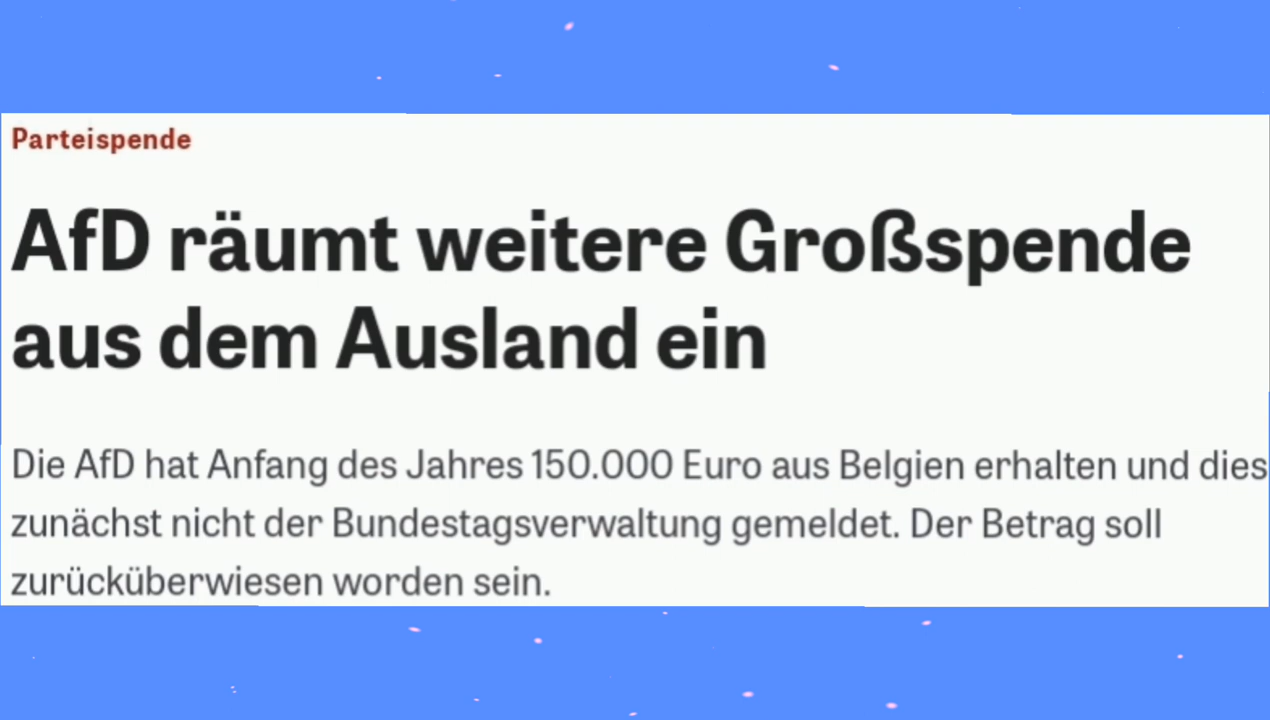 Parteispende
AfD räumt weitere Großspende
aus dem Ausland ein
Die AfD hat Anfang des Jahres 150.000 Euro aus Belgien erhalten und dies
zunächst nicht der Bundestagsverwaltung gemeldet. Der Betrag soll
zurücküberwiesen worden sein.